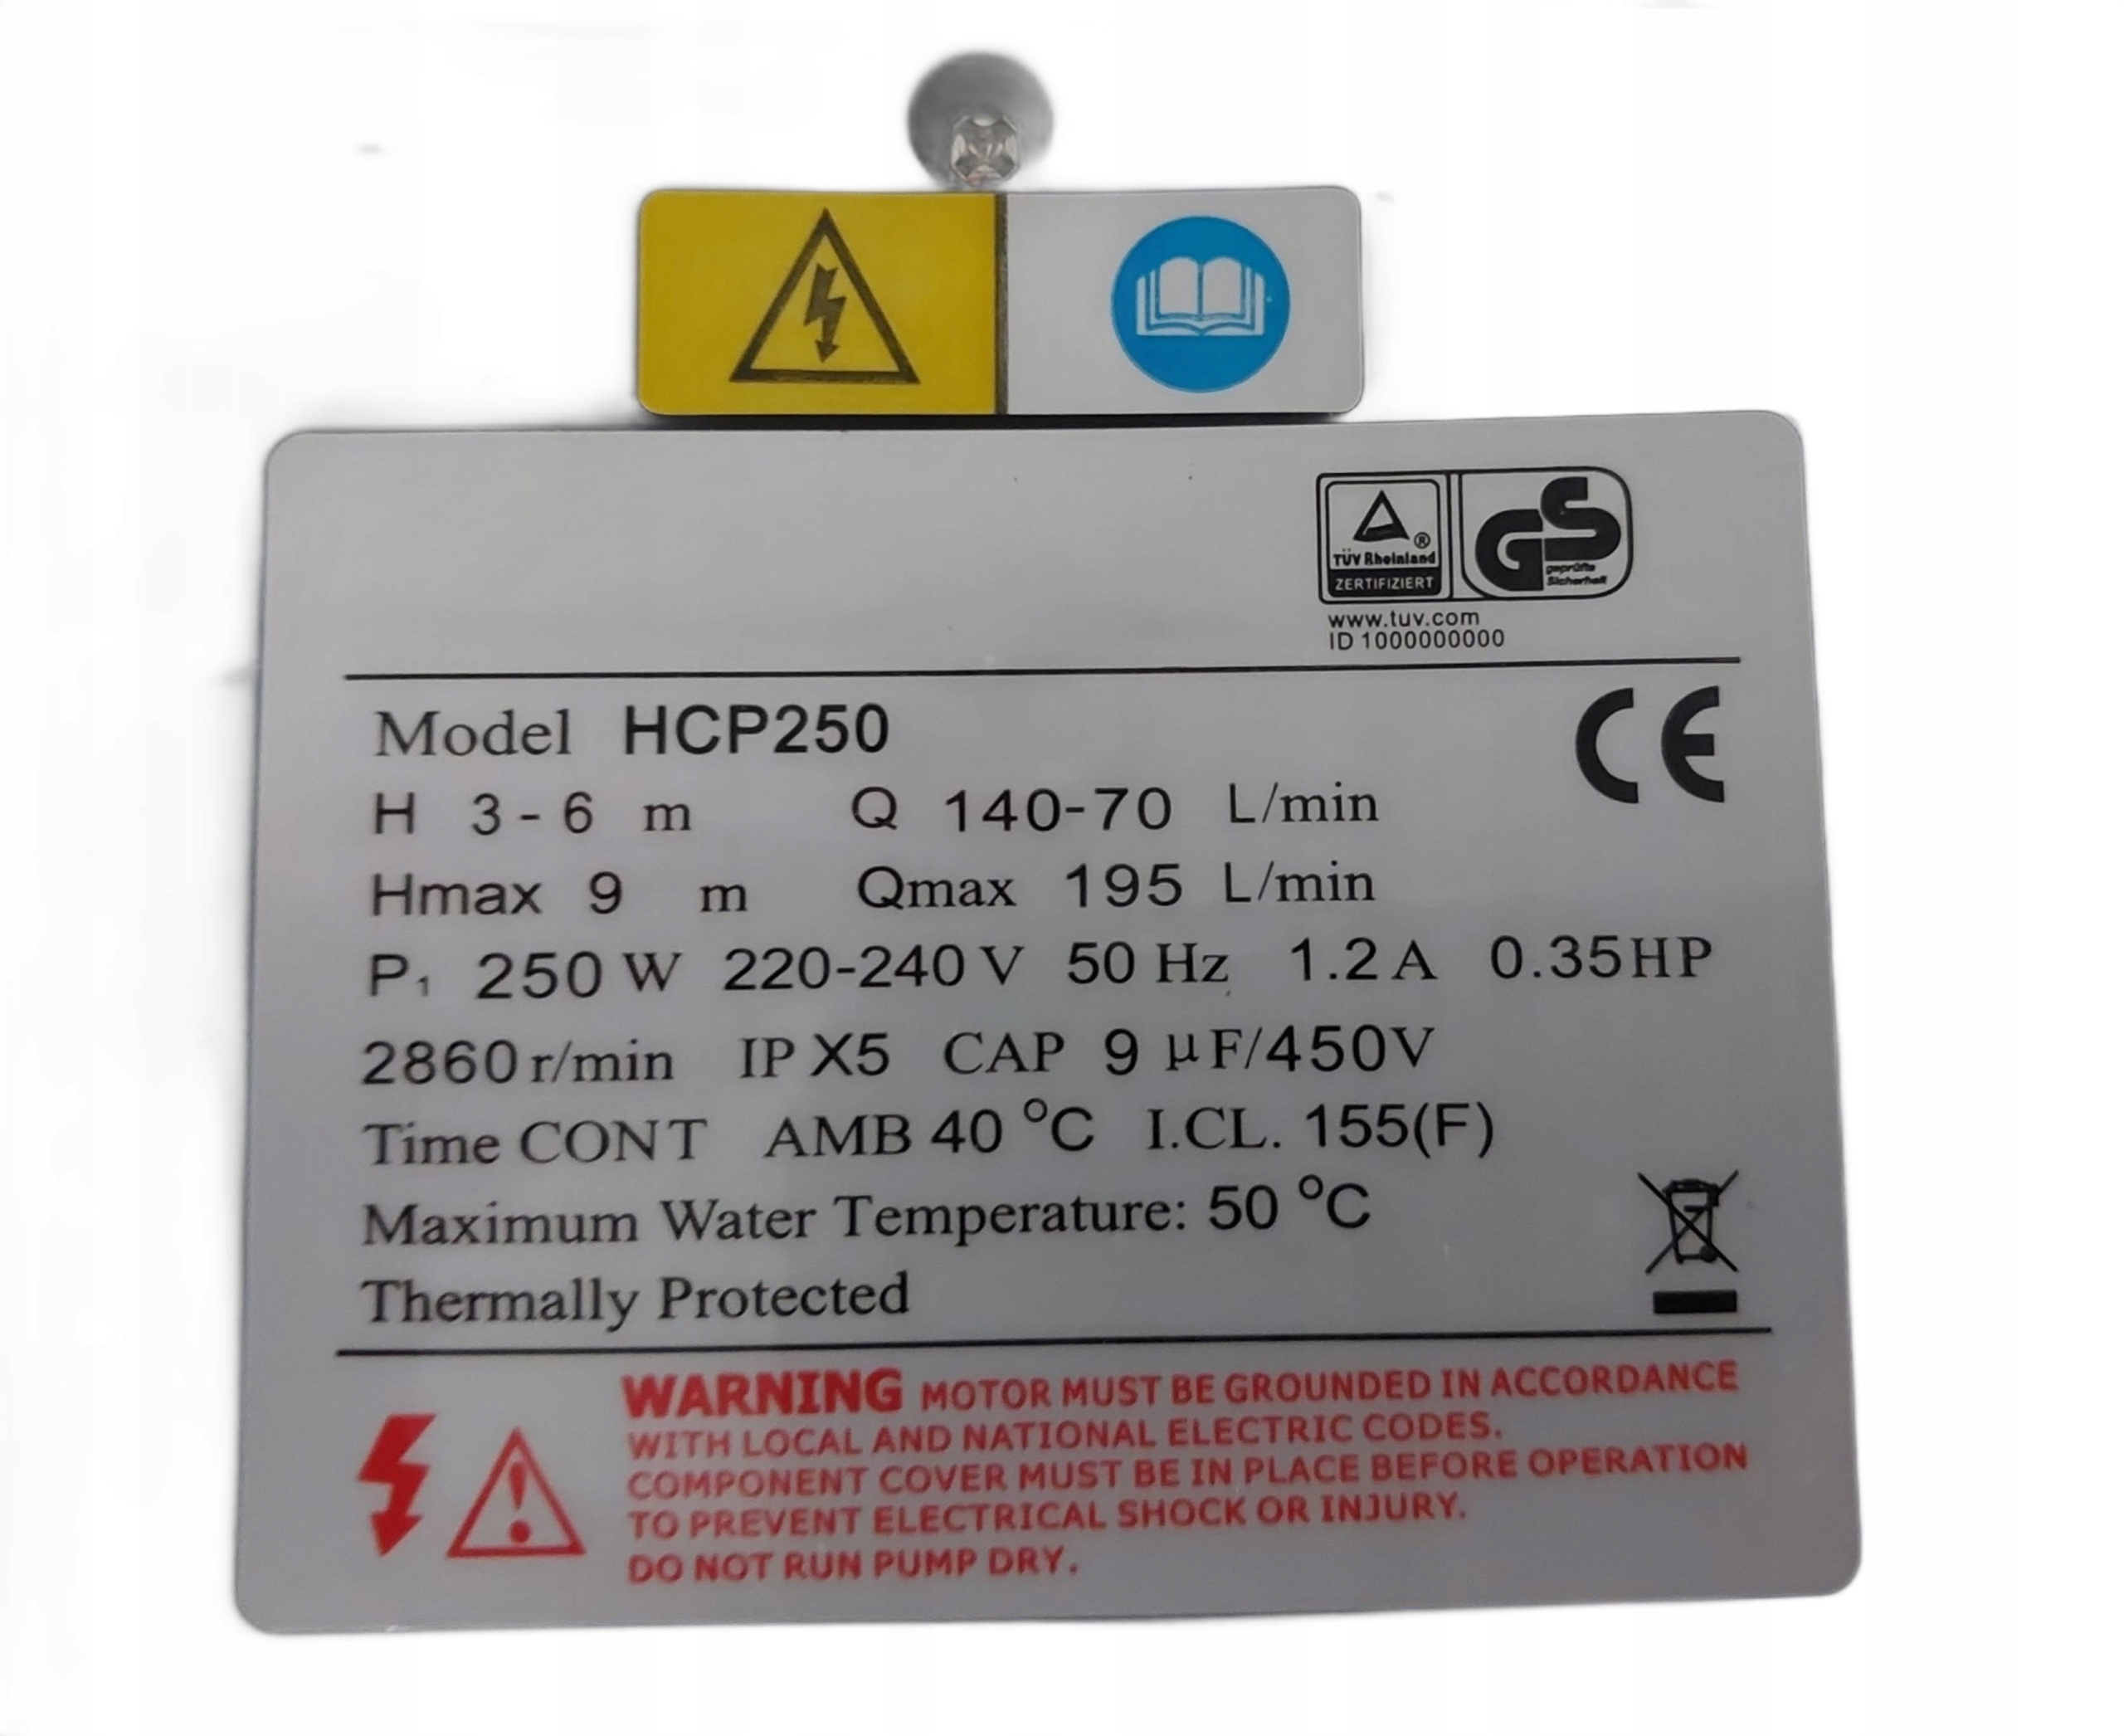 TÜV Rheinland ®
ZERTIFIZIERT
GS
geprüfte
Sicherheit
www.tuv.com
ID 1000000000
Model HCP250
CE
H 3-6 m Q 140-70 L/min
Hmax 9 m Qmax 195 L/min
P₁ 250 W 220-240 V 50 Hz 1.2 A 0.35HP
2860 r/min IP X5 CAP 9 μF/450V
Time CONT AMB 40 °C I.CL. 155(F)
Maximum Water Temperature: 50 °C
Thermally Protected
WARNING MOTOR MUST BE GROUNDED IN ACCORDANCE
WITH LOCAL AND NATIONAL ELECTRIC CODES.
COMPONENT COVER MUST BE IN PLACE BEFORE OPERATION
TO PREVENT ELECTRICAL SHOCK OR INJURY.
DO NOT RUN PUMP DRY.